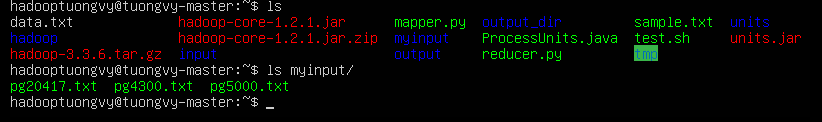 hadooptuongvy@tuongvy-master:~$ ls
data.txt hadoop-core-1.2.1.jar mapper.py output_dir sample.txt units
hadoop hadoop-core-1.2.1.jar.zip myinput ProcessUnits.java test.sh units.jar
hadoop-3.3.6.tar.gz input output reducer.py tmp
hadooptuongvy@tuongvy-master:~$ ls myinput/
pg20417.txt pg4300.txt pg5000.txt
hadooptuongvy@tuongvy-master:~$ _